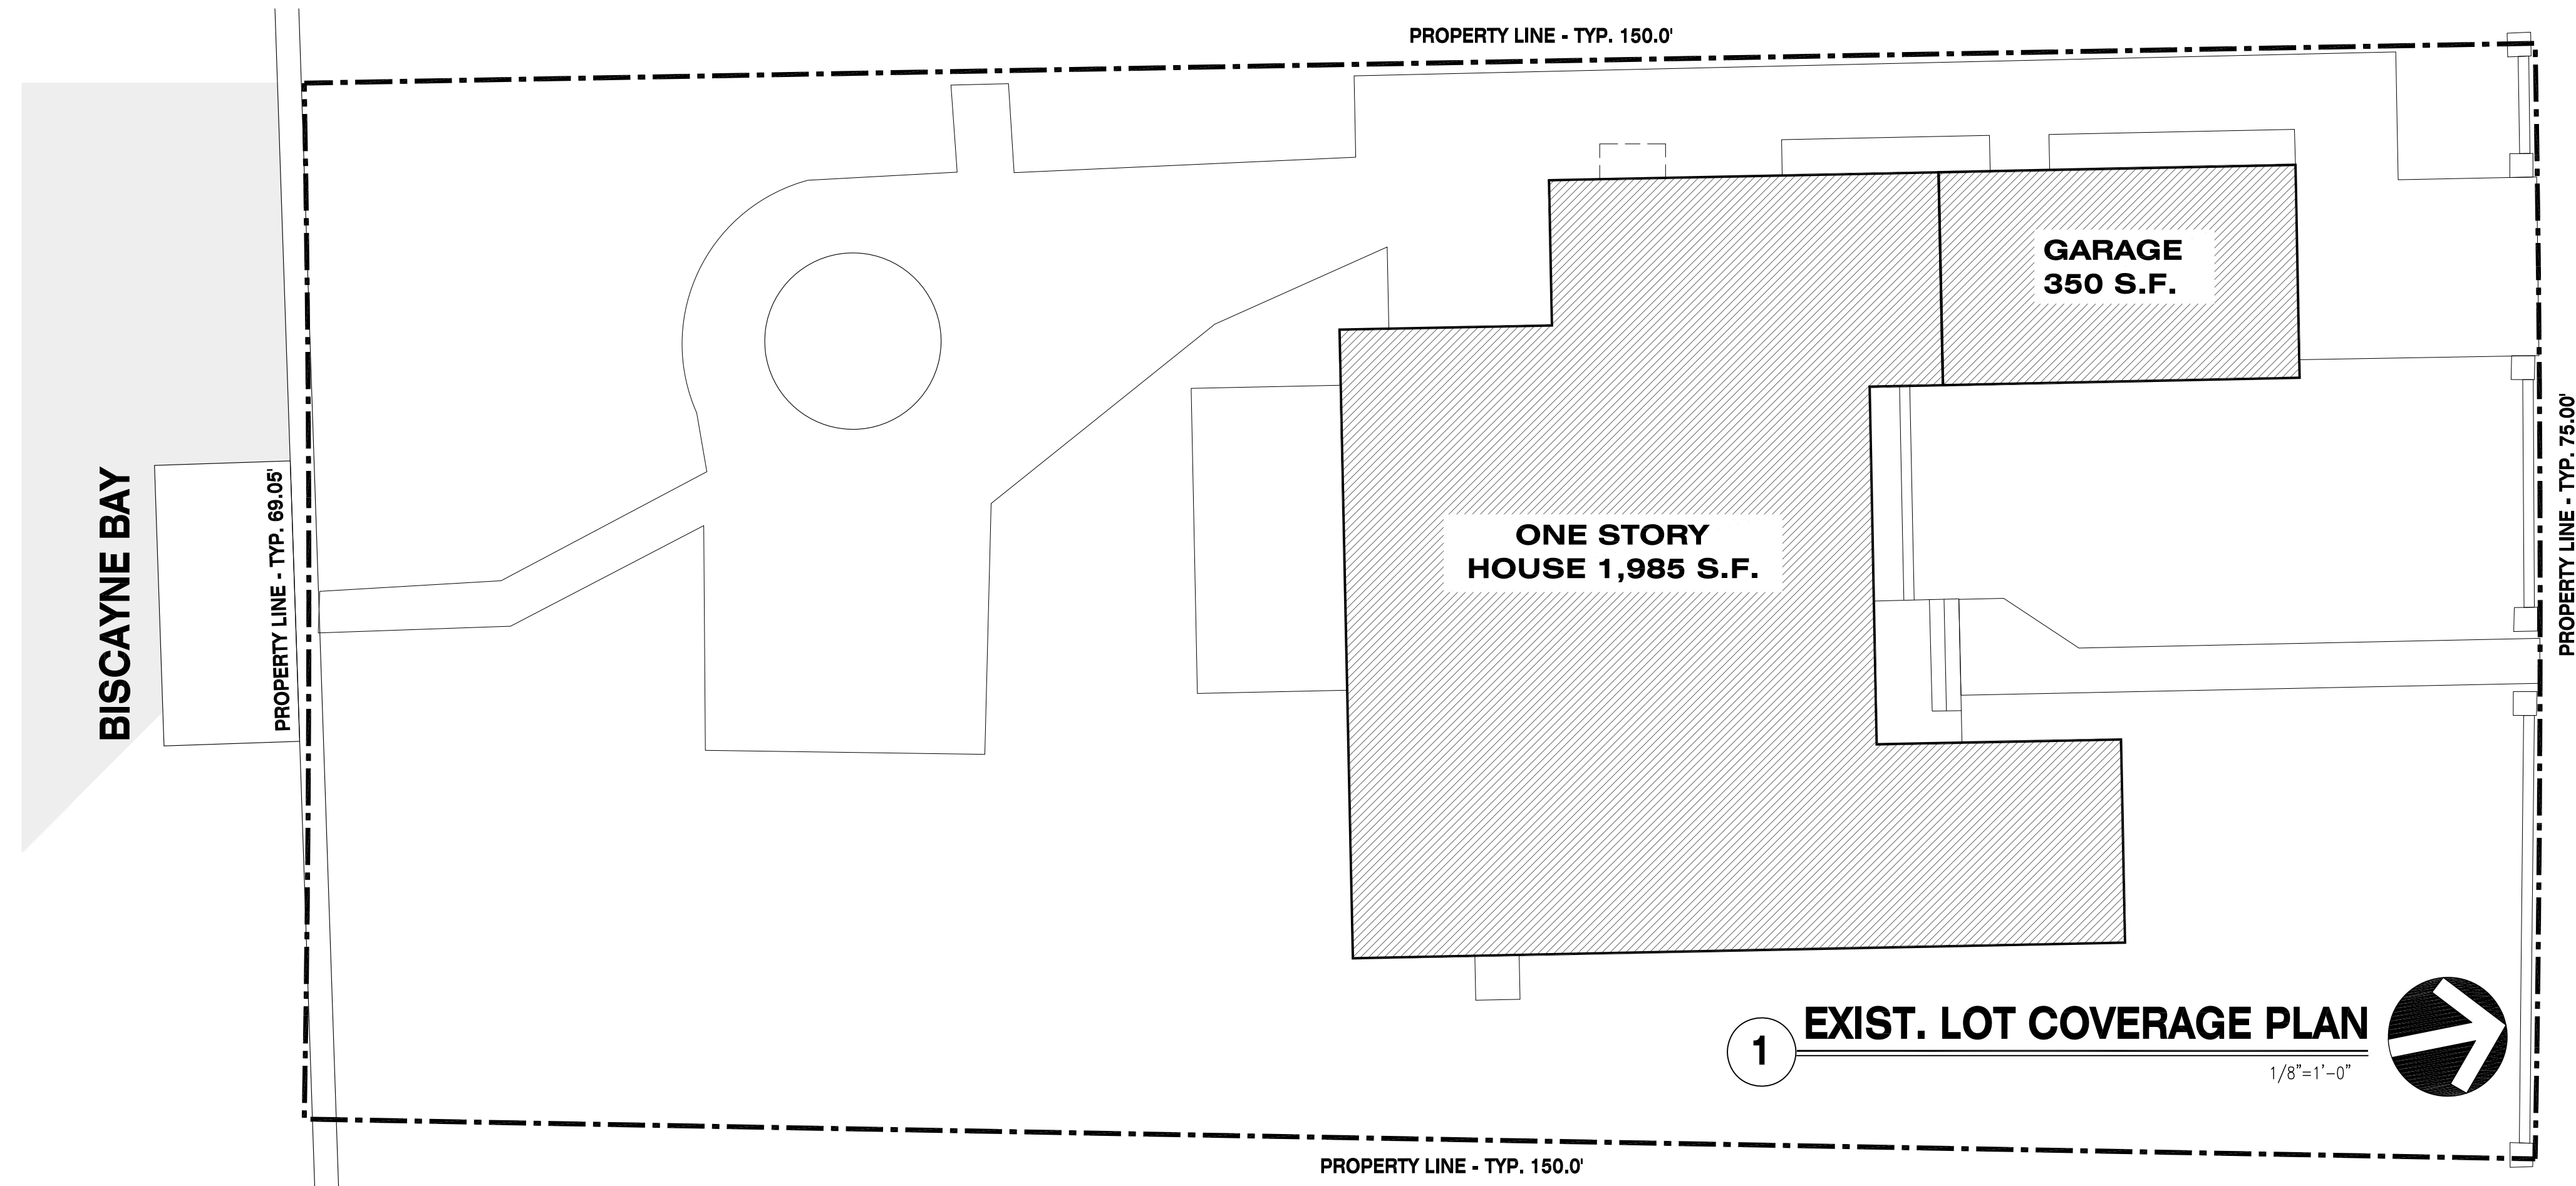 PROPERTY LINE - TYP. 150.0'
GARAGE
350 S.F.
PROPERTY LINE - TYP. 75.00'
BISCAYNE BAY
PROPERTY LINE - TYP. 69.05'
ONE STORY
HOUSE 1,985 S.F.
1
EXIST. LOT COVERAGE PLAN
1/8"=1'-0"
PROPERTY LINE - TYP. 150.0'